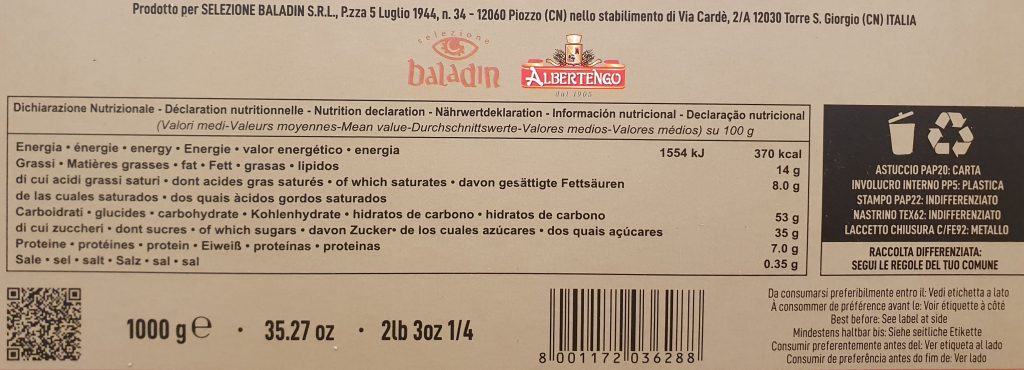 Prodotto per SELEZIONE BALADIN S.R.L., P.zza 5 Luglio 1944, n. 34 - 12060 Piozzo (CN) nello stabilimento di Via Cardè, 2/A 12030 Torre S. Giorgio (CN) ITALIA
selezione
baladin
ALBERTENGO
dal 1905
Dichiarazione Nutrizionale - Déclaration nutritionnelle - Nutrition declaration - Nährwertdeklaration - Información nutricional - Declaração nutricional
(Valori medi-Valeurs moyennes-Mean value-Durchschnittswerte-Valores medios-Valores médios) su 100 g
Energia • énergie • energy • Energie • valor energético • energia 1554 kJ 370 kcal
Grassi • Matières grasses • fat • Fett • grasas • lipidos 14 g
di cui acidi grassi saturi • dont acides gras saturés • of which saturates • davon gesättigte Fettsäuren 8.0 g
de las cuales saturados • dos quais àcidos gordos saturados
Carboidrati • glucides • carbohydrate • Kohlenhydrate • hidratos de carbono • hidratos de carbono 53 g
di cui zuccheri • dont sucres • of which sugars • davon Zucker• de los cuales azúcares • dos quais açúcares 35 g
Proteine • protéines • protein • Eiweiß • proteínas • proteinas 7.0 g
Sale • sel • salt • Salz • sal • sal 0.35 g
ASTUCCIO PAP20: CARTA
INVOLUCRO INTERNO PP5: PLASTICA
STAMPO PAP22: INDIFFERENZIATO
NASTRINO TEX62: INDIFFERENZIATO
LACCETTO CHIUSURA C/FE92: METALLO
RACCOLTA DIFFERENZIATA:
SEGUI LE REGOLE DEL TUO COMUNE
1000 g e • 35.27 oz • 2lb 3oz 1/4
8 001172 036288
Da consumarsi preferibilmente entro il: Vedi etichetta a lato
À consommer de préférence avant le: Voir étiquette à côté
Best before: See label at side
Mindestens haltbar bis: Siehe seitliche Etikette
Consumir preferentemente antes del: Ver etiqueta al lado
Consumir de preferência antes do fim de: Ver lado